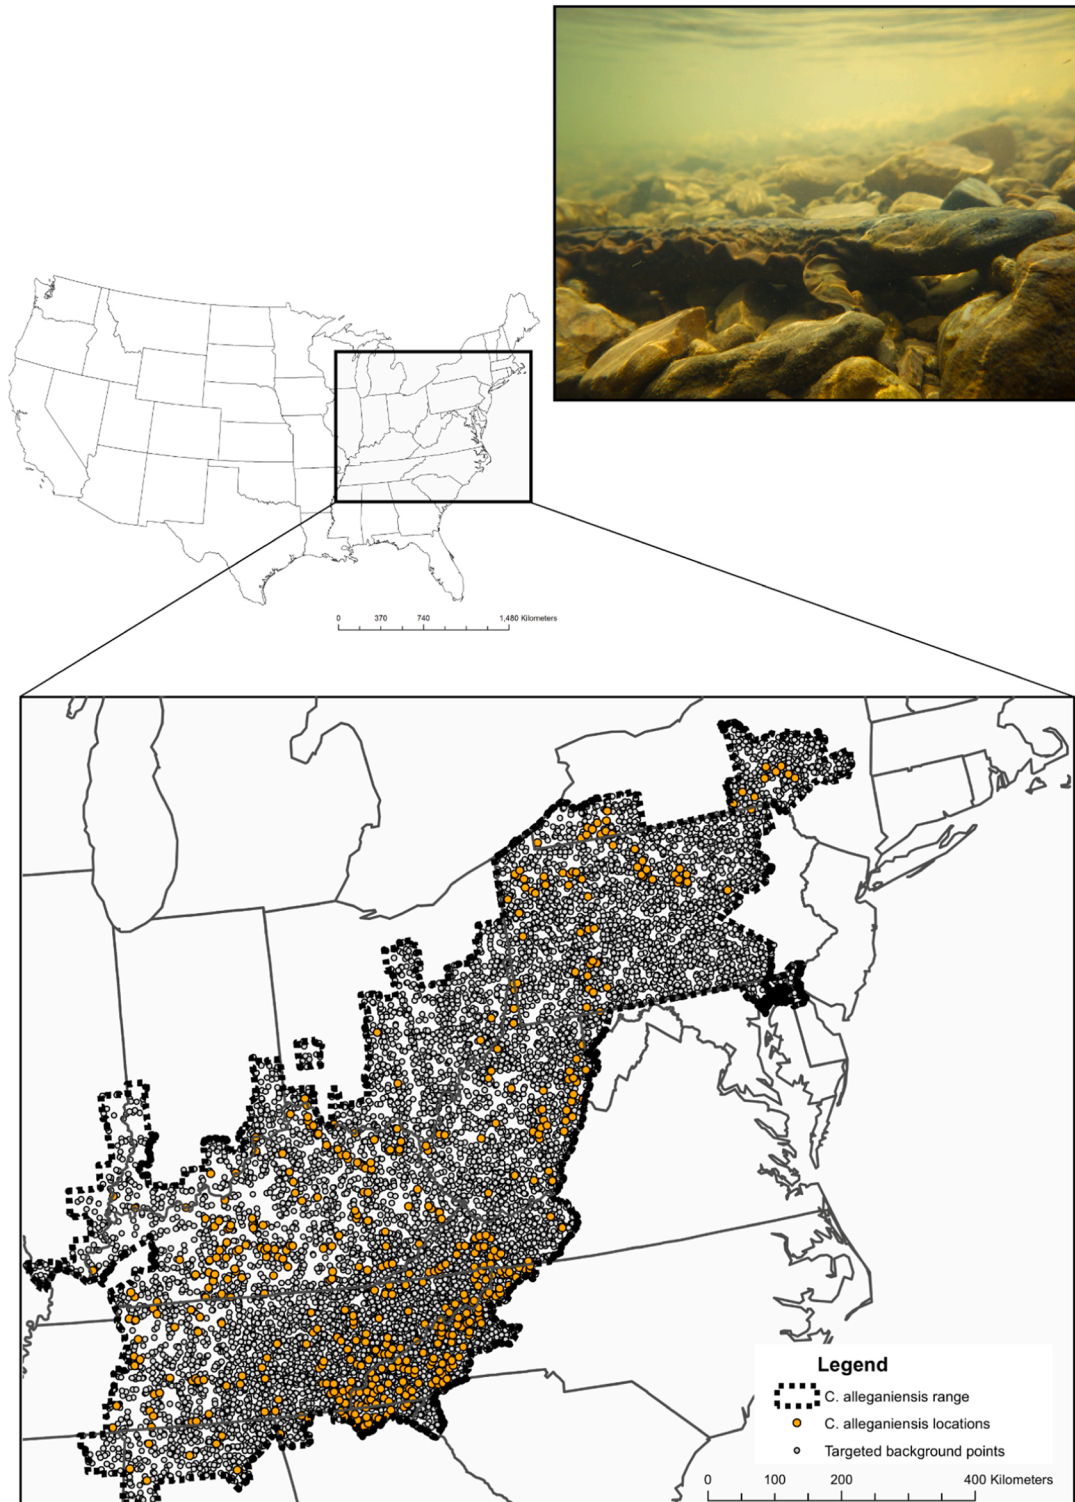 0 370 740 1,480 Kilometers
Legend
C. alleganiensis range
C. alleganiensis locations
Targeted background points
0 100 200 400 Kilometers